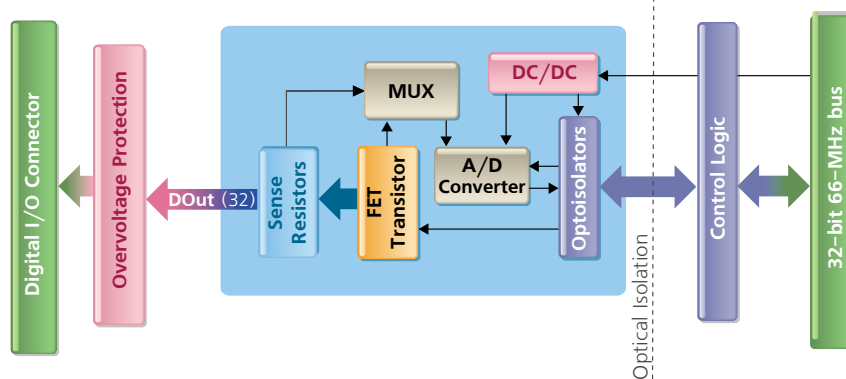 Digital I/O Connector
Overvoltage Protection
DOut (32)
Sense
Resistors
MUX
FET
Transistor
DC/DC
A/D
Converter
Optoisolators
Optical Isolation
Control Logic
32-bit 66-MHz bus